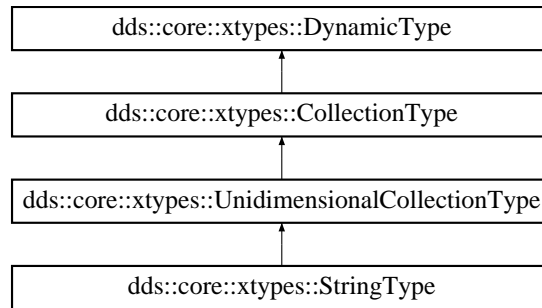 dds::core::xtypes::DynamicType
dds::core::xtypes::CollectionType
dds::core::xtypes::UnidimensionalCollectionType
dds::core::xtypes::StringType